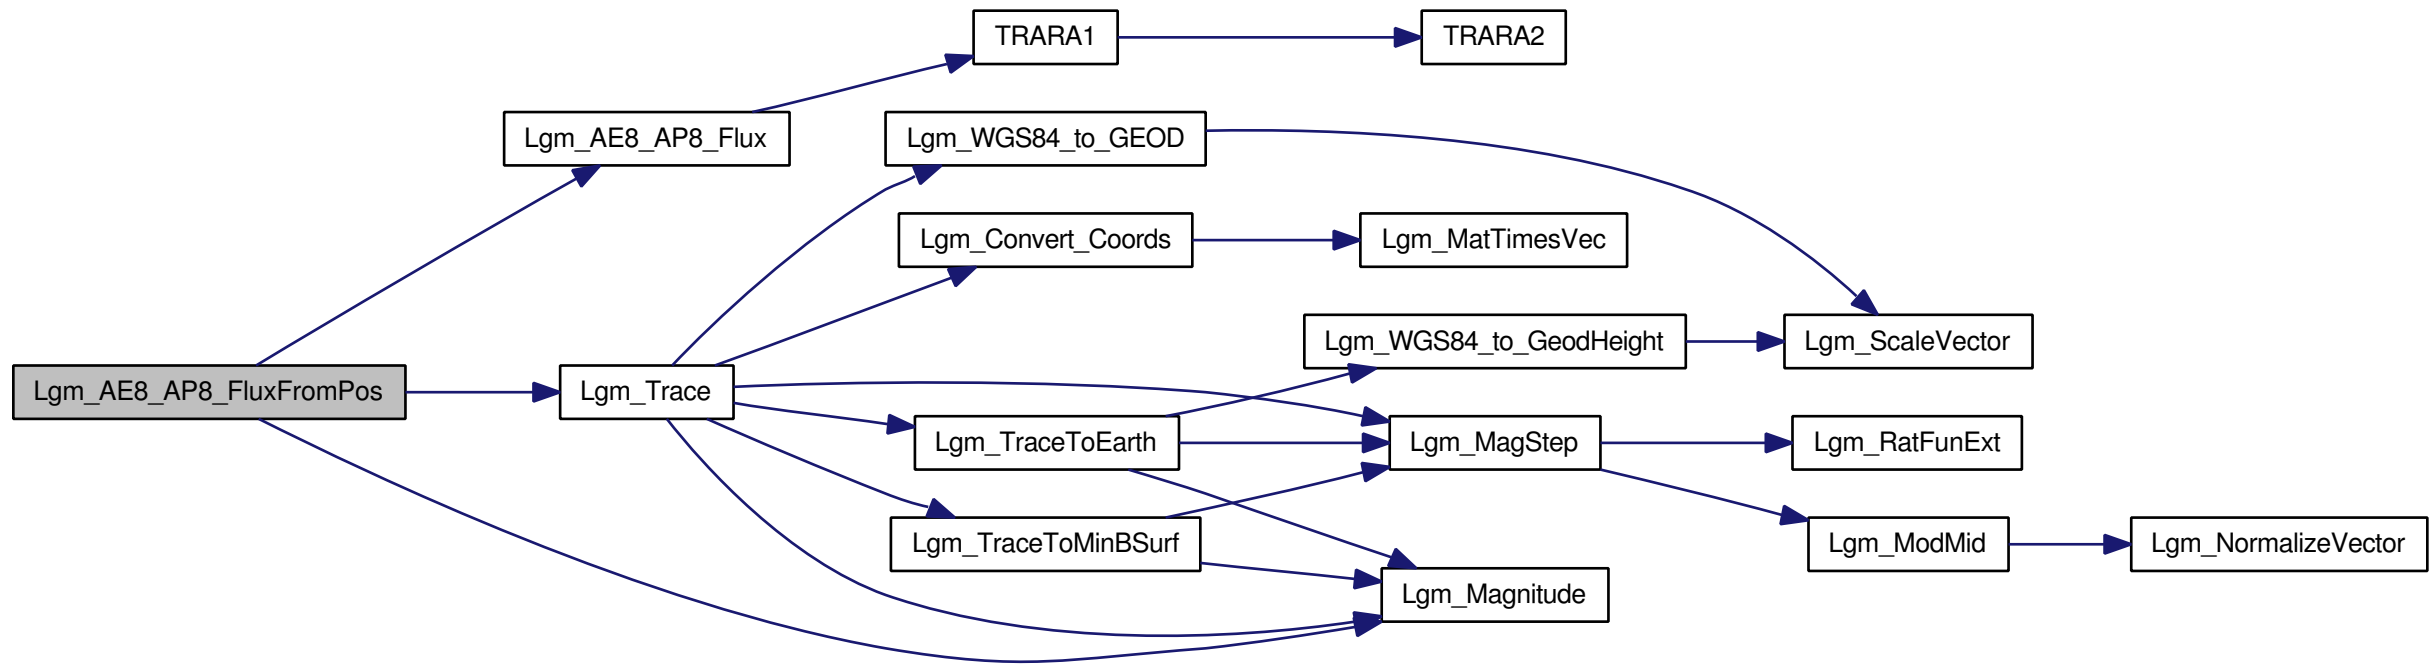 TRARA1
TRARA2
Lgm_AE8_AP8_Flux
Lgm_WGS84_to_GEOD
Lgm_Convert_Coords
Lgm_MatTimesVec
Lgm_WGS84_to_GeodHeight
Lgm_ScaleVector
Lgm_AE8_AP8_FluxFromPos
Lgm_Trace
Lgm_TraceToEarth
Lgm_MagStep
Lgm_RatFunExt
Lgm_TraceToMinBSurf
Lgm_ModMid
Lgm_NormalizeVector
Lgm_Magnitude